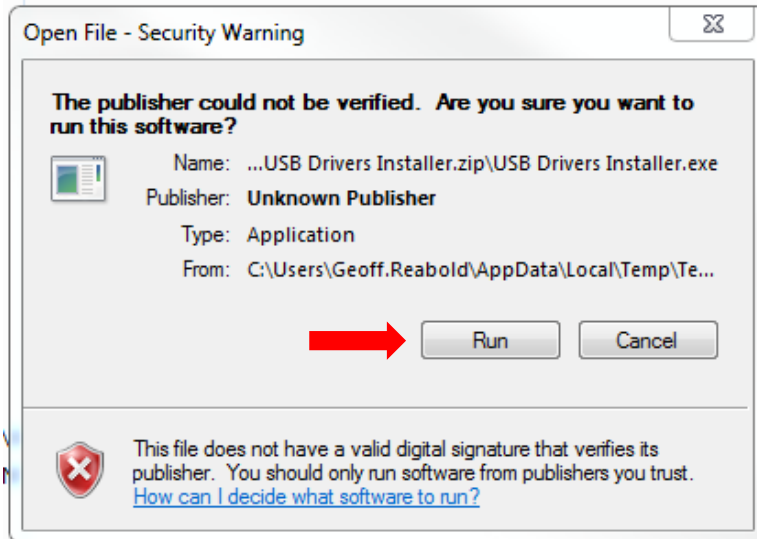 Open File - Security Warning
The publisher could not be verified. Are you sure you want to
run this software?
Name: ...USB Drivers Installer.zip\USB Drivers Installer.exe
Publisher: Unknown Publisher
Type: Application
From: C:\Users\Geoff.Reabold\AppData\Local\Temp\Te...
Run Cancel
This file does not have a valid digital signature that verifies its
publisher. You should only run software from publishers you trust.
How can I decide what software to run?